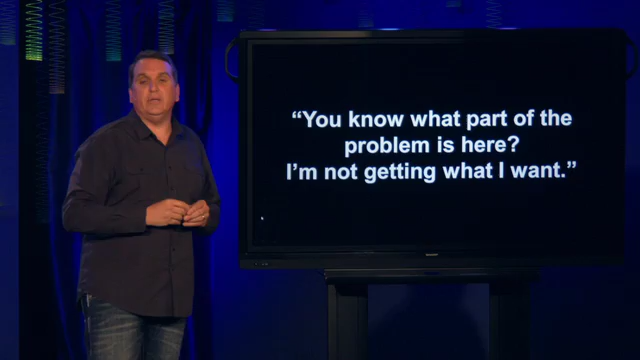 “You know what part of the
problem is here?
I’m not getting what I want.”